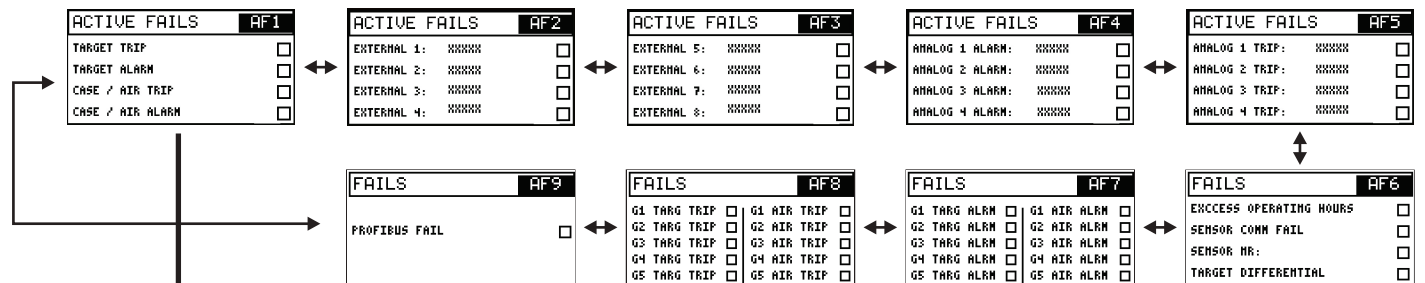 ACTIVE FAILS AF1
TARGET TRIP
TARGET ALARM
CASE / AIR TRIP
CASE / AIR ALARM
ACTIVE FAILS AF2
EXTERNAL 1: XXXXX
EXTERNAL 2: XXXXX
EXTERNAL 3: XXXXX
EXTERNAL 4: XXXXX
ACTIVE FAILS AF3
EXTERNAL 5: XXXXX
EXTERNAL 6: XXXXX
EXTERNAL 7: XXXXX
EXTERNAL 8: XXXXX
ACTIVE FAILS AF4
ANALOG 1 ALARM: XXXXX
ANALOG 2 ALARM: XXXXX
ANALOG 3 ALARM: XXXXX
ANALOG 4 ALARM: XXXXX
ACTIVE FAILS AF5
ANALOG 1 TRIP: XXXXX
ANALOG 2 TRIP: XXXXX
ANALOG 3 TRIP: XXXXX
ANALOG 4 TRIP: XXXXX
FAILS AF9
PROFIBUS FAIL
FAILS AF8
G1 TARG TRIP G1 AIR TRIP
G2 TARG TRIP G2 AIR TRIP
G3 TARG TRIP G3 AIR TRIP
G4 TARG TRIP G4 AIR TRIP
G5 TARG TRIP G5 AIR TRIP
FAILS AF7
G1 TARG ALRM G1 AIR ALRM
G2 TARG ALRM G2 AIR ALRM
G3 TARG ALRM G3 AIR ALRM
G4 TARG ALRM G4 AIR ALRM
G5 TARG ALRM G5 AIR ALRM
FAILS AF6
EXCCESS OPERATING HOURS
SENSOR COMM FAIL
SENSOR NR:
TARGET DIFFERENTIAL